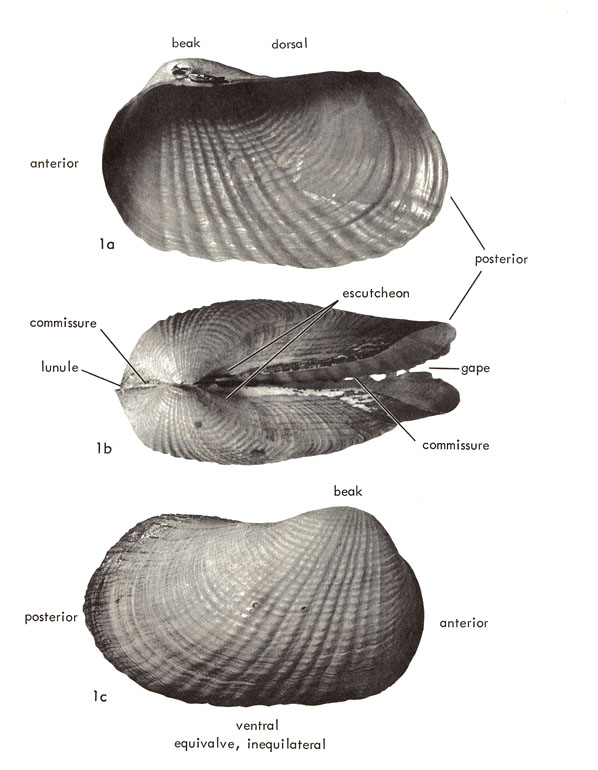 beak
dorsal
anterior
1a
posterior
escutcheon
commissure
lunule
gape
1b
commissure
beak
posterior
anterior
1c
ventral
equivalve, inequilateral